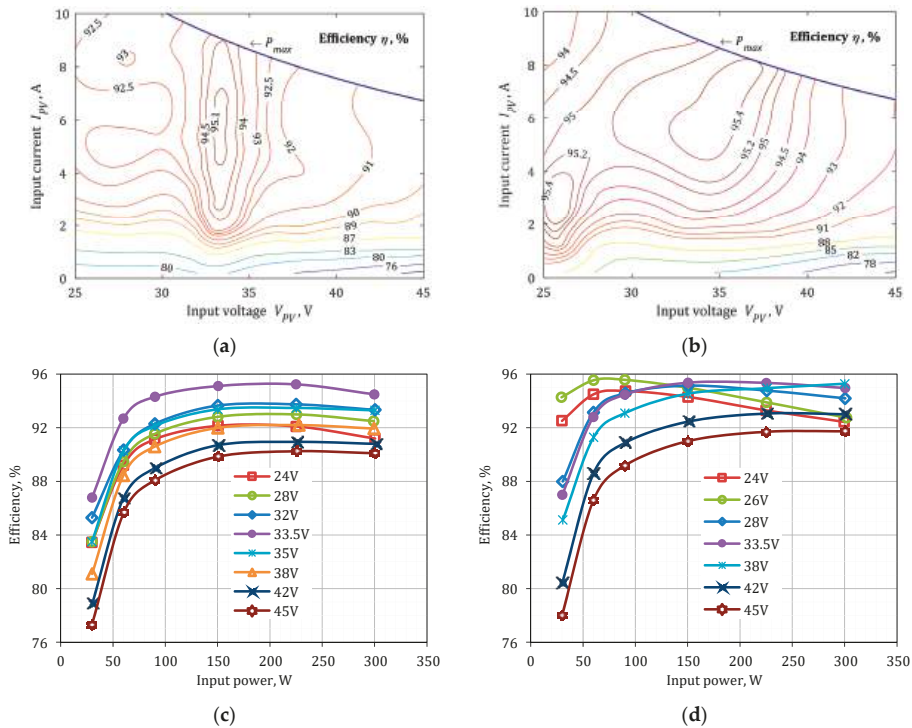 Efficiency η, %
← P max
92.5
93
92.5
94.5
95.1
94
93
92.5
92
91
90
89
87
83
80
80
76
10
8
6
4
2
0
25
30
35
40
45
Input current I PV, A
Input voltage V PV, V
(a)
Efficiency η, %
← P max
94
94.5
95
95.2
95.4
95.4
95.2
95
94.5
94
93
92
91
88
85
82
78
10
8
6
4
2
0
25
30
35
40
45
Input current I PV, A
Input voltage V PV, V
(b)
96
92
88
84
80
76
Efficiency, %
24V
28V
32V
33.5V
35V
38V
42V
45V
0
50
100
150
200
250
300
350
Input power, W
(c)
96
92
88
84
80
76
Efficiency, %
24V
26V
28V
33.5V
38V
42V
45V
0
50
100
150
200
250
300
350
Input power, W
(d)